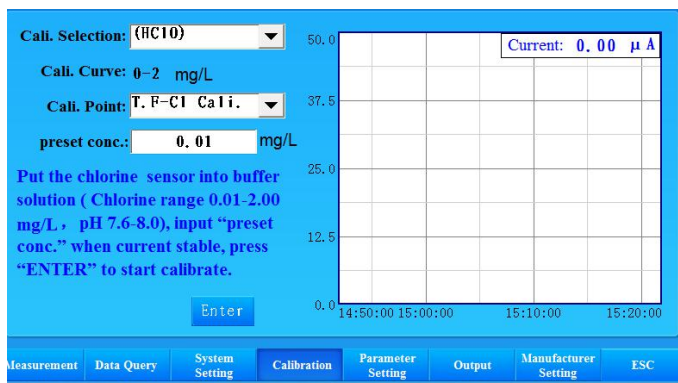 Cali. Selection: (HClO)
Cali. Curve: 0-2 mg/L
Cali. Point: T.F-Cl Cali.
preset conc.: 0.01 mg/L
Put the chlorine sensor into buffer
solution ( Chlorine range 0.01-2.00
mg/L， pH 7.6-8.0), input “preset
conc.” when current stable, press
“ENTER” to start calibrate.
Enter
Current: 0.00 μA
50.0
37.5
25.0
12.5
0.0
14:50:00 15:00:00 15:10:00 15:20:00
Measurement Data Query System Setting Calibration Parameter Setting Output Manufacturer Setting ESC